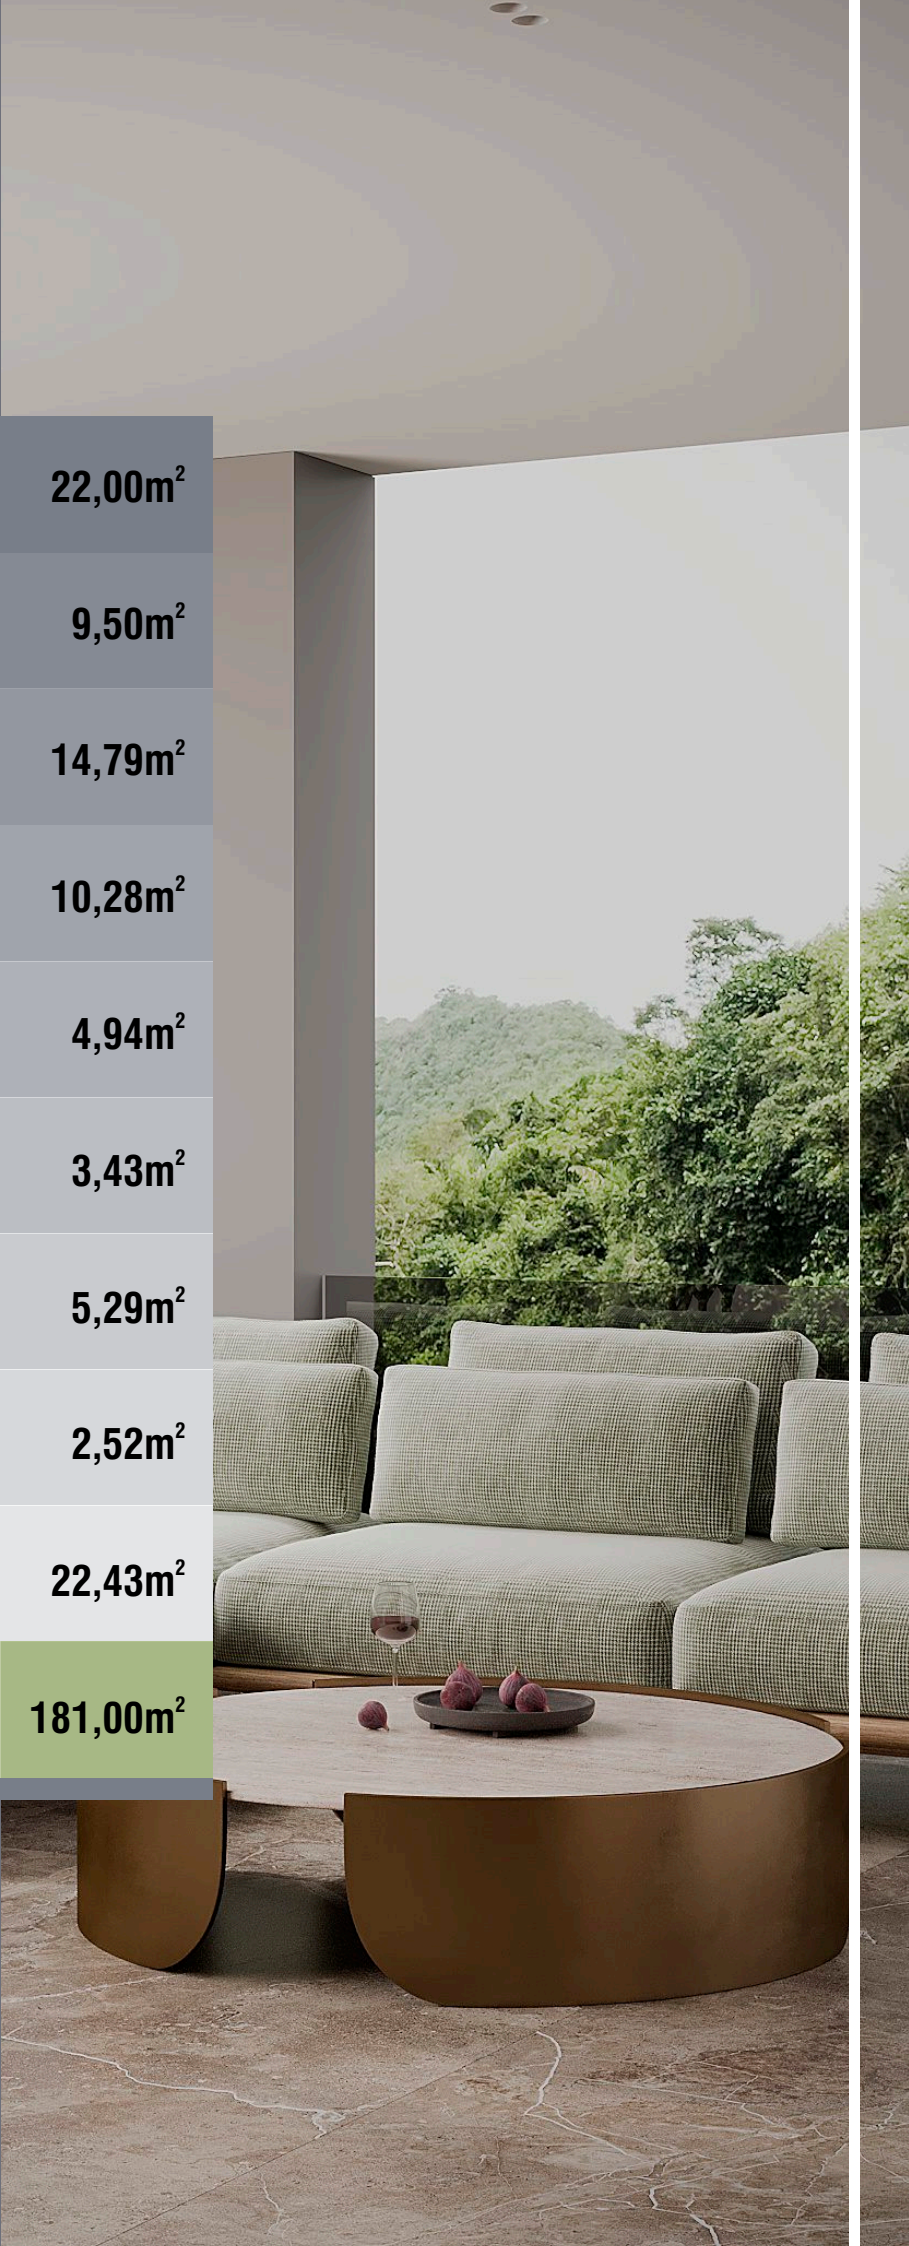 22,00m²
9,50m²
14,79m²
10,28m²
4,94m²
3,43m²
5,29m²
2,52m²
22,43m²
181,00m²